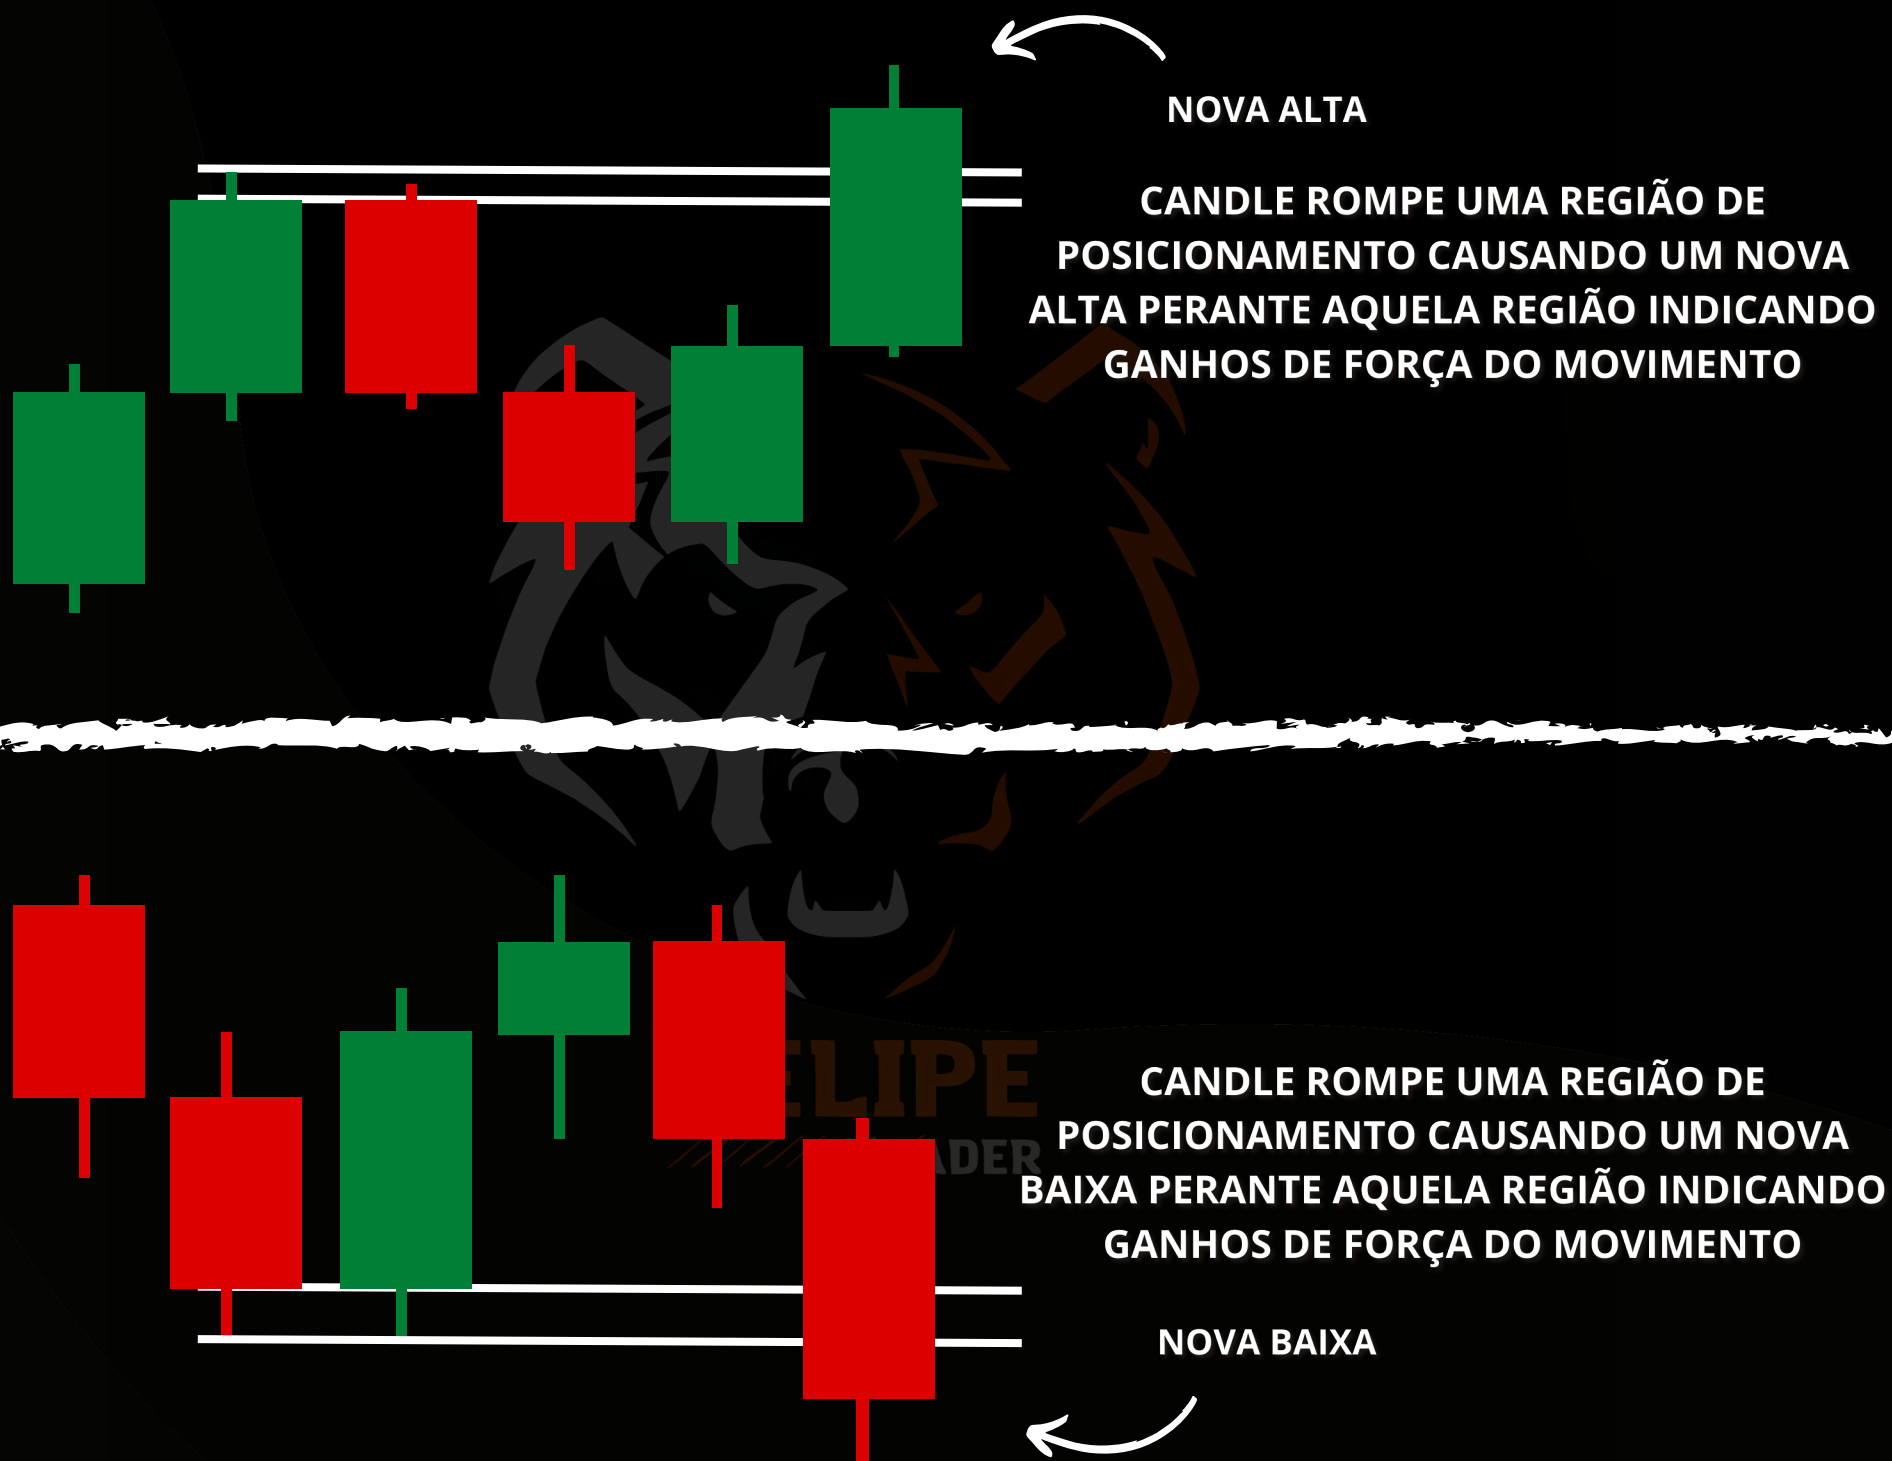 NOVA ALTA
CANDLE ROMPE UMA REGIÃO DE
POSICIONAMENTO CAUSANDO UM NOVA
ALTA PERANTE AQUELA REGIÃO INDICANDO
GANHOS DE FORÇA DO MOVIMENTO
ELIPE
ADER
CANDLE ROMPE UMA REGIÃO DE
POSICIONAMENTO CAUSANDO UM NOVA
BAIXA PERANTE AQUELA REGIÃO INDICANDO
GANHOS DE FORÇA DO MOVIMENTO
NOVA BAIXA